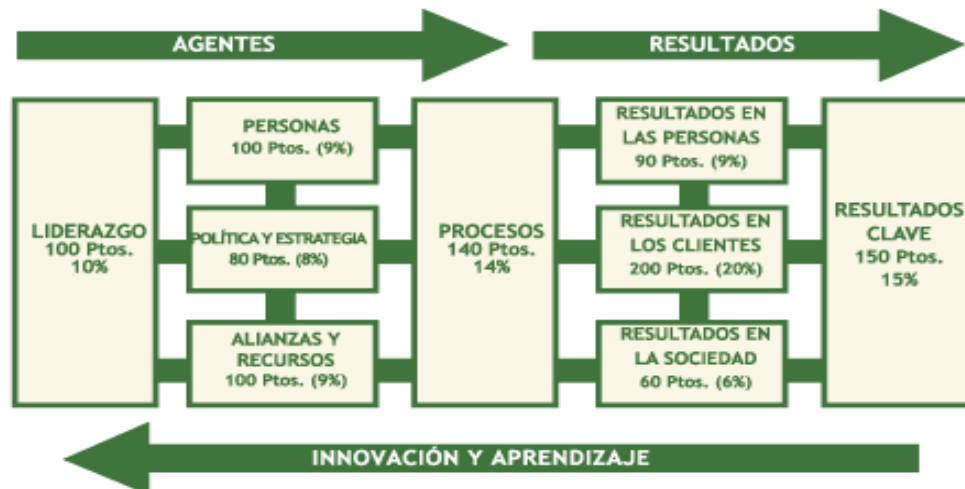 AGENTES
RESULTADOS
LIDERAZGO
100 Ptos.
10%
PERSONAS
100 Ptos. (9%)
POLÍTICA Y ESTRATEGIA
80 Ptos. (8%)
ALIANZAS Y
RECURSOS
100 Ptos. (9%)
PROCESOS
140 Ptos.
14%
RESULTADOS EN
LAS PERSONAS
90 Ptos. (9%)
RESULTADOS EN
LOS CLIENTES
200 Ptos. (20%)
RESULTADOS EN
LA SOCIEDAD
60 Ptos. (6%)
RESULTADOS
CLAVE
150 Ptos.
15%
INNOVACIÓN Y APRENDIZAJE